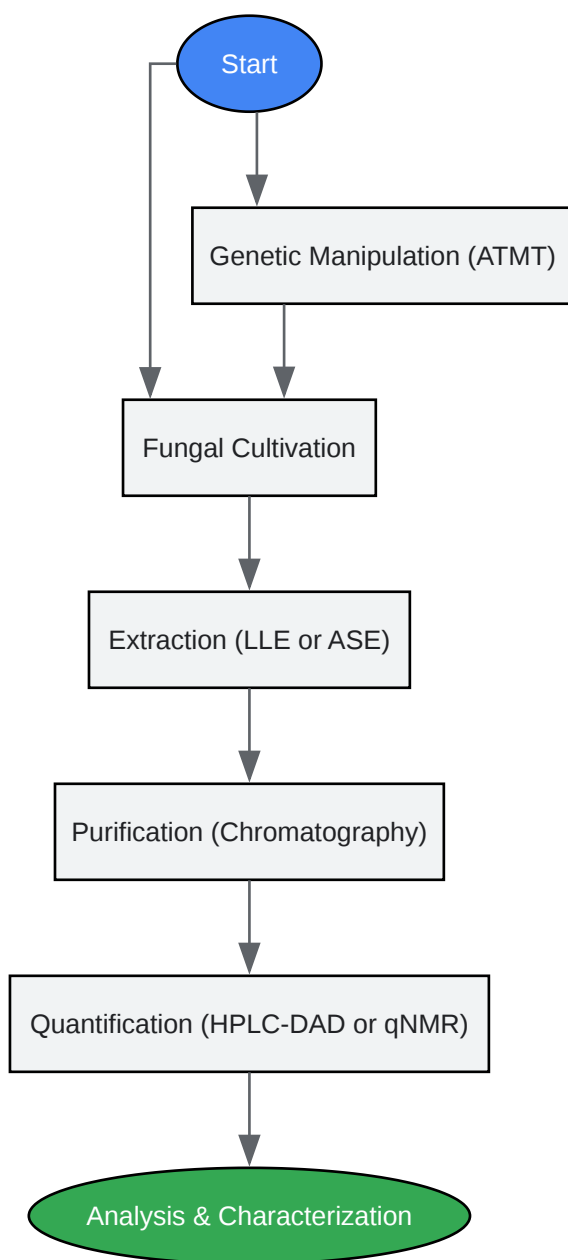 Start
Genetic Manipulation (ATMT)
Fungal Cultivation
Extraction (LLE or ASE)
Purification (Chromatography)
Quantification (HPLC-DAD or qNMR)
Analysis & Characterization